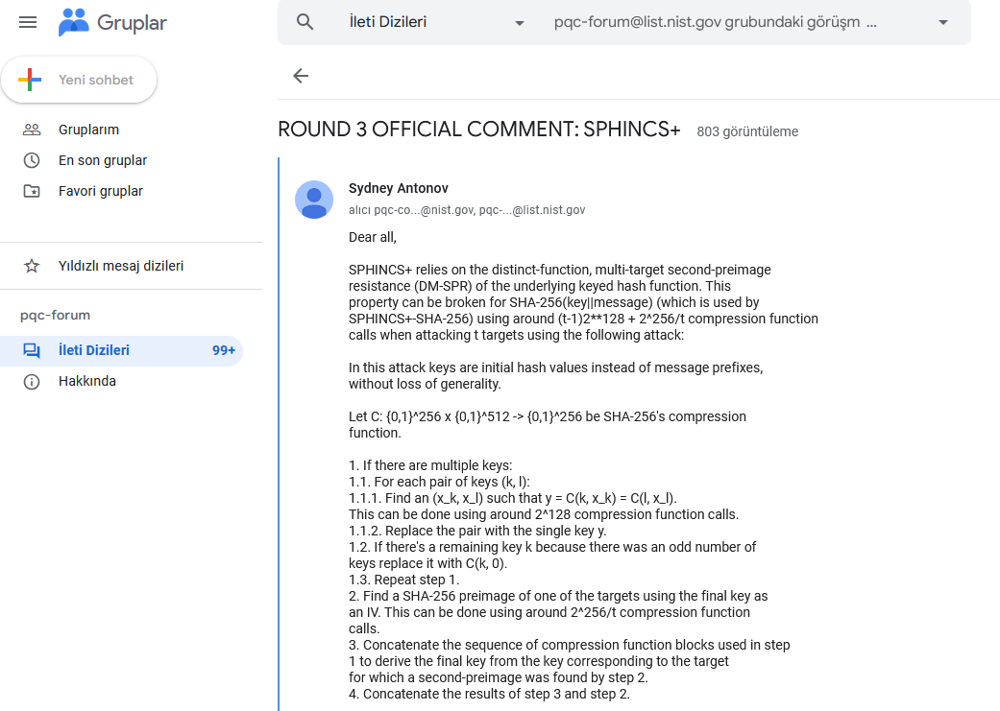 Gruplar
İleti Dizileri
pqc-forum@list.nist.gov grubundaki görüşm ...
Yeni sohbet
Gruplarım
En son gruplar
Favori gruplar
Yıldızlı mesaj dizileri
pqc-forum
İleti Dizileri 99+
Hakkında
ROUND 3 OFFICIAL COMMENT: SPHINCS+ 803 görüntüleme
Sydney Antonov
alıcı pqc-co...@nist.gov, pqc-...@list.nist.gov
Dear all,
SPHINCS+ relies on the distinct-function, multi-target second-preimage
resistance (DM-SPR) of the underlying keyed hash function. This
property can be broken for SHA-256(key||message) (which is used by
SPHINCS+-SHA-256) using around (t-1)2**128 + 2^256/t compression function
calls when attacking t targets using the following attack:
In this attack keys are initial hash values instead of message prefixes,
without loss of generality.
Let C: {0,1}^256 x {0,1}^512 -> {0,1}^256 be SHA-256's compression
function.
1. If there are multiple keys:
1.1. For each pair of keys (k, l):
1.1.1. Find an (x_k, x_l) such that y = C(k, x_k) = C(l, x_l).
This can be done using around 2^128 compression function calls.
1.1.2. Replace the pair with the single key y.
1.2. If there's a remaining key k because there was an odd number of
keys replace it with C(k, 0).
1.3. Repeat step 1.
2. Find a SHA-256 preimage of one of the targets using the final key as
an IV. This can be done using around 2^256/t compression function
calls.
3. Concatenate the sequence of compression function blocks used in step
1 to derive the final key from the key corresponding to the target
for which a second-preimage was found by step 2.
4. Concatenate the results of step 3 and step 2.